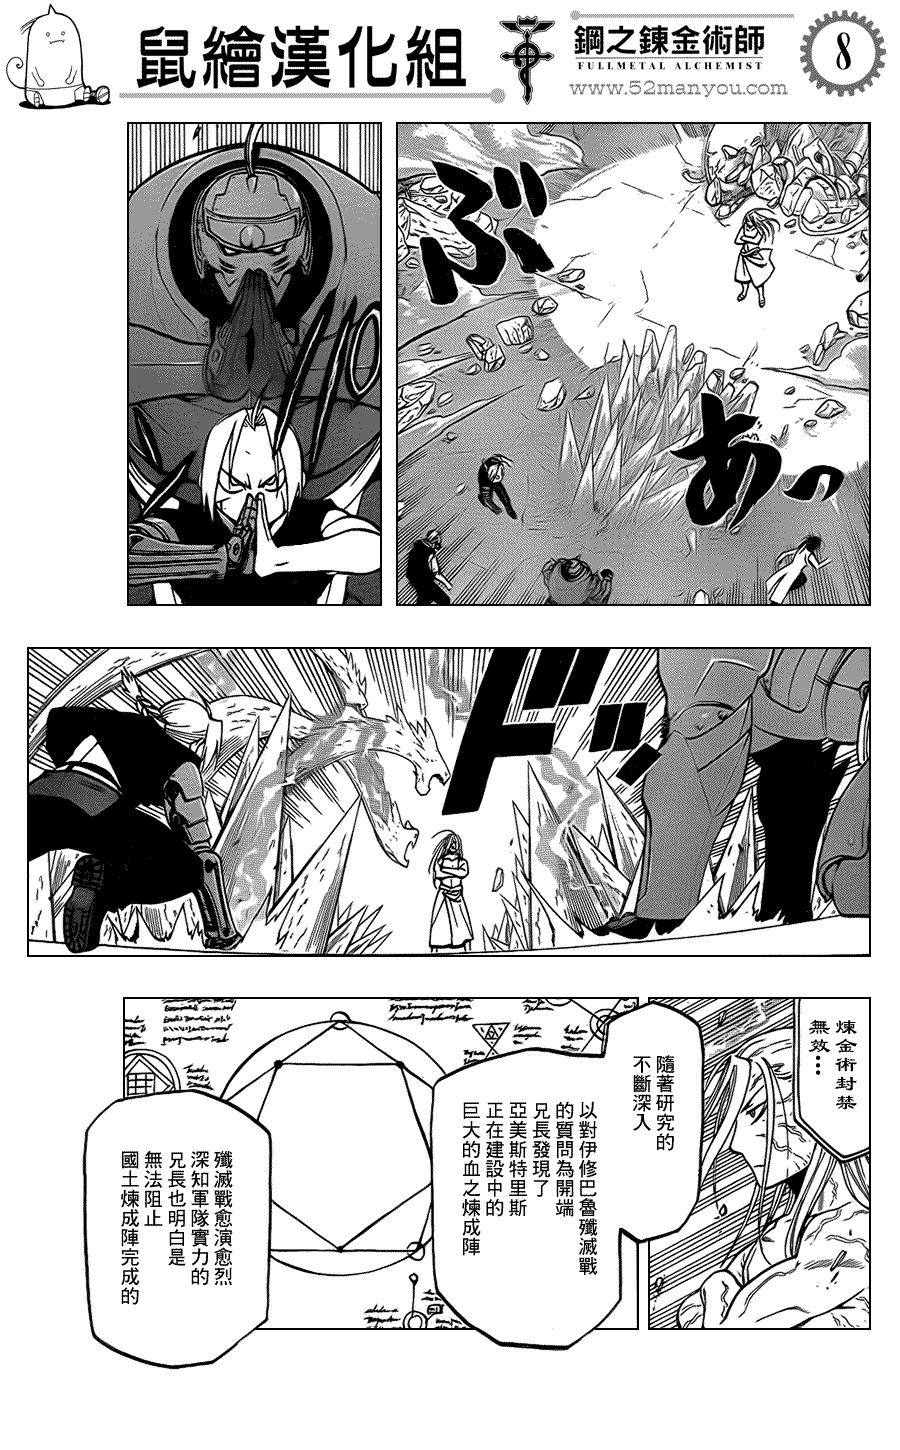 鼠繪漢化組
鋼之鍊金術師
FULLMETAL ALCHEMIST
www.52manyou.com
8
ぶ
あっ
ドド
煉金術封禁
無效…
隨著研究的
不斷深入
以對伊修巴魯殲滅戰
的質問為開端
兄長發現了
亞美斯特里斯
正在建設中的
巨大的血之煉成陣
殲滅戰愈演愈烈
深知軍隊實力的
兄長也明白是
無法阻止
國土煉成陣完成的